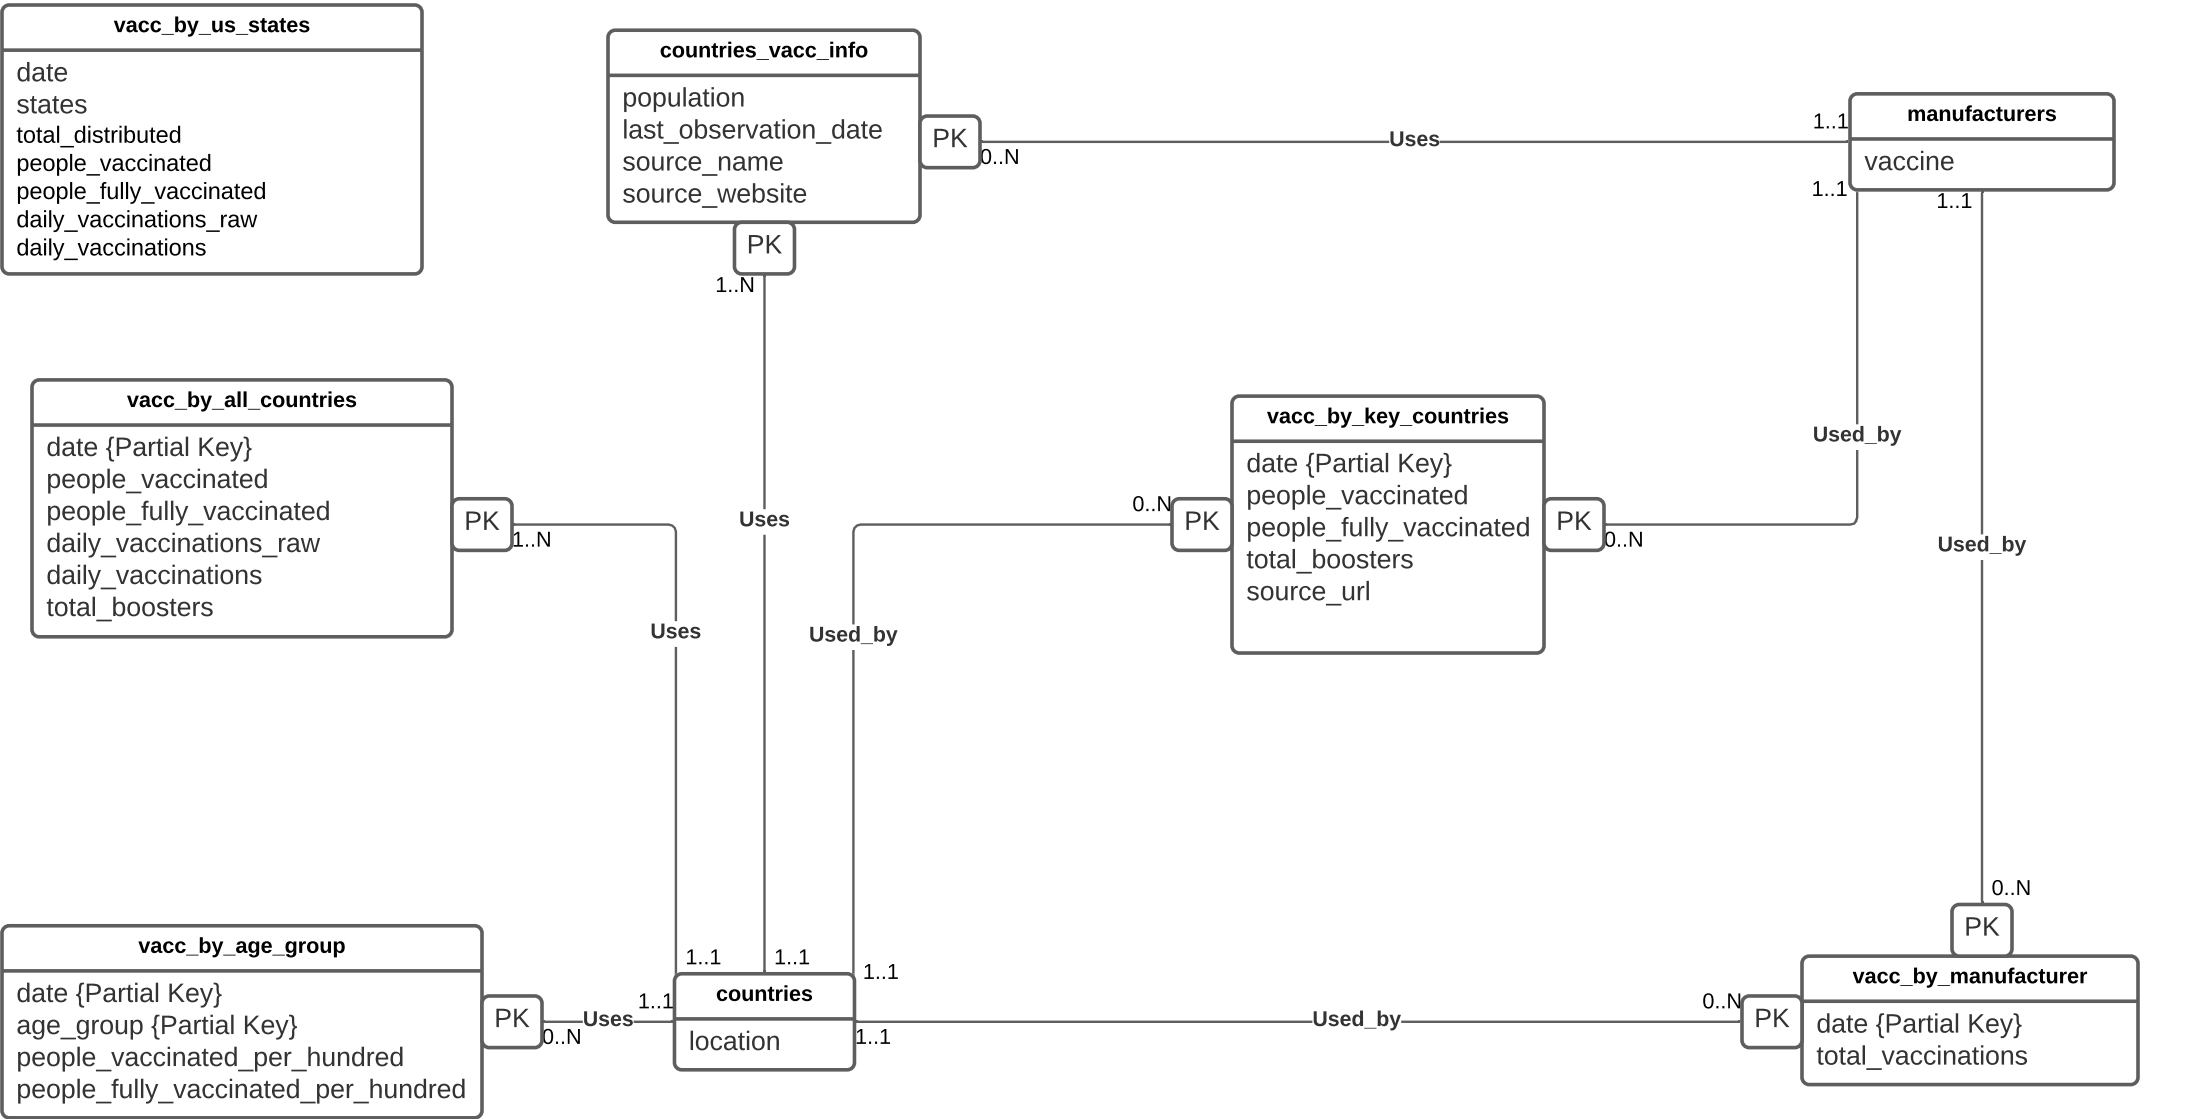 vacc_by_us_states
date
states
total_distributed
people_vaccinated
people_fully_vaccinated
daily_vaccinations_raw
daily_vaccinations
countries_vacc_info
population
last_observation_date
source_name
source_website
PK
0..N
Uses
1..1
manufacturers
vaccine
1..1
1..1
PK
1..N
vacc_by_all_countries
date {Partial Key}
people_vaccinated
people_fully_vaccinated
daily_vaccinations_raw
daily_vaccinations
total_boosters
PK
1..N
Uses
Uses
Used_by
0..N
PK
vacc_by_key_countries
date {Partial Key}
people_vaccinated
people_fully_vaccinated
total_boosters
source_url
PK
0..N
Used_by
Used_by
0..N
PK
vacc_by_age_group
date {Partial Key}
age_group {Partial Key}
people_vaccinated_per_hundred
people_fully_vaccinated_per_hundred
PK
0..N
Uses
1..1
1..1
1..1
1..1
countries
location
1..1
Used_by
0..N
PK
vacc_by_manufacturer
date {Partial Key}
total_vaccinations